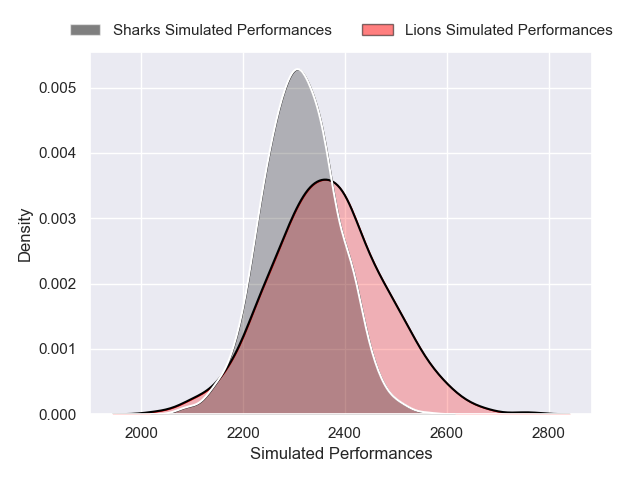 Sharks Simulated Performances Lions Simulated Performances
0.005
0.004
0.003
0.002
0.001
0.000
Density
2000 2200 2400 2600 2800
Simulated Performances